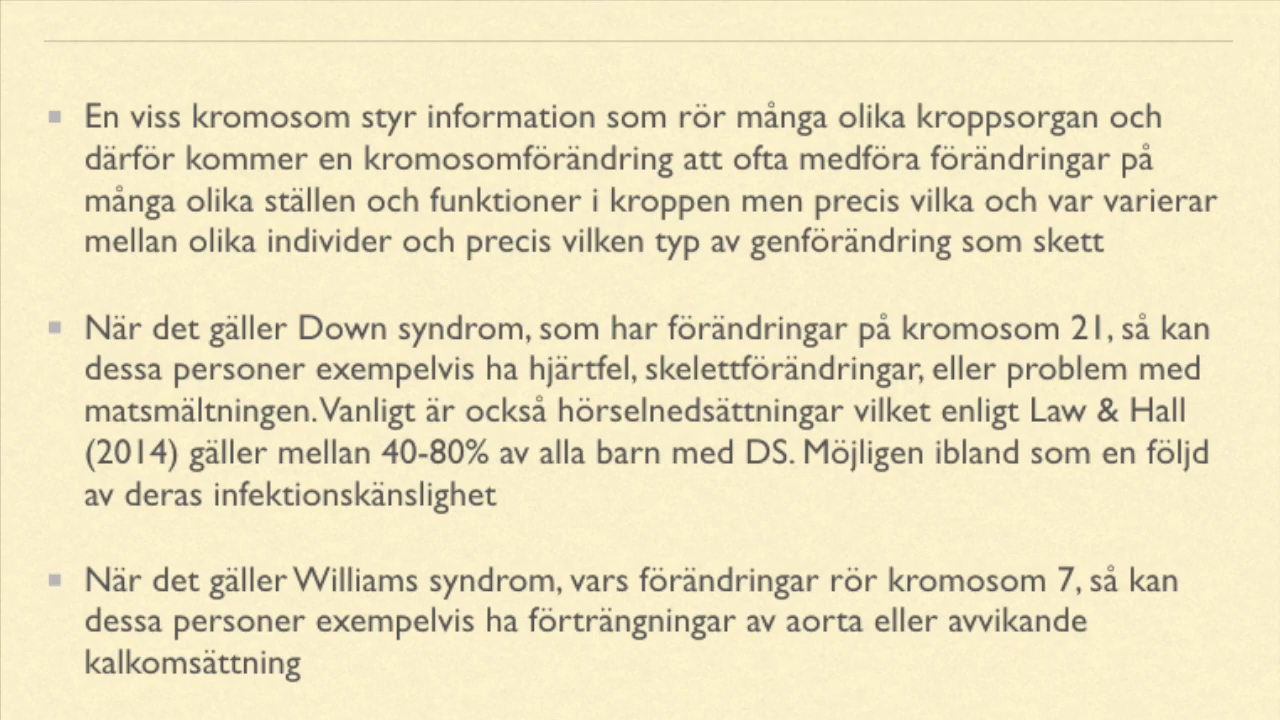 En viss kromosom styr information som rör många olika kroppsorgan och
därför kommer en kromosomförändring att ofta medföra förändringar på
många olika ställen och funktioner i kroppen men precis vilka och var varierar
mellan olika individer och precis vilken typ av genförändring som skett
När det gäller Down syndrom, som har förändringar på kromosom 21, så kan
dessa personer exempelvis ha hjärtfel, skelettförändringar, eller problem med
matsmältningen. Vanligt är också hörselnedsättningar vilket enligt Law & Hall
(2014) gäller mellan 40-80% av alla barn med DS. Möjligen ibland som en följd
av deras infektionskänslighet
När det gäller Williams syndrom, vars förändringar rör kromosom 7, så kan
dessa personer exempelvis ha förträngningar av aorta eller avvikande
kalkomsättning